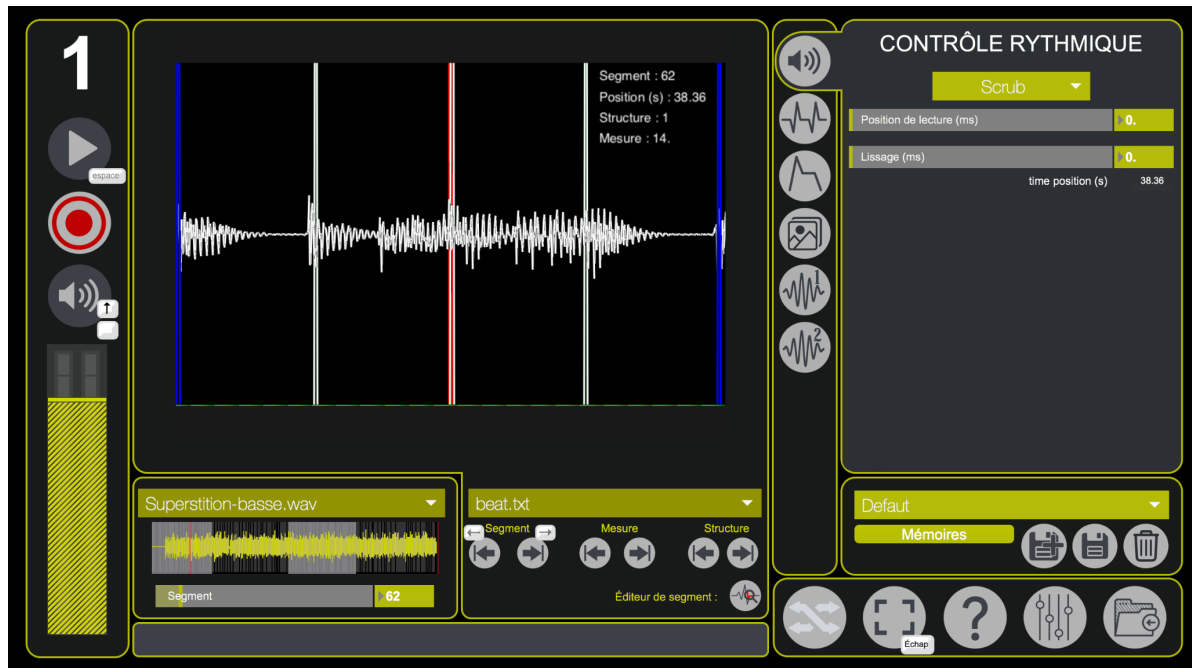 1
espace
↑
Segment : 62
Position (s) : 38.36
Structure : 1
Mesure : 14.
Superstition-basse.wav
Segment
62
beat.txt
← Segment →
Mesure
Structure
Éditeur de segment :
1
2
CONTRÔLE RYTHMIQUE
Scrub
Position de lecture (ms)
0.
Lissage (ms)
0.
time position (s)
38.36
Defaut
Mémoires
?
Échap